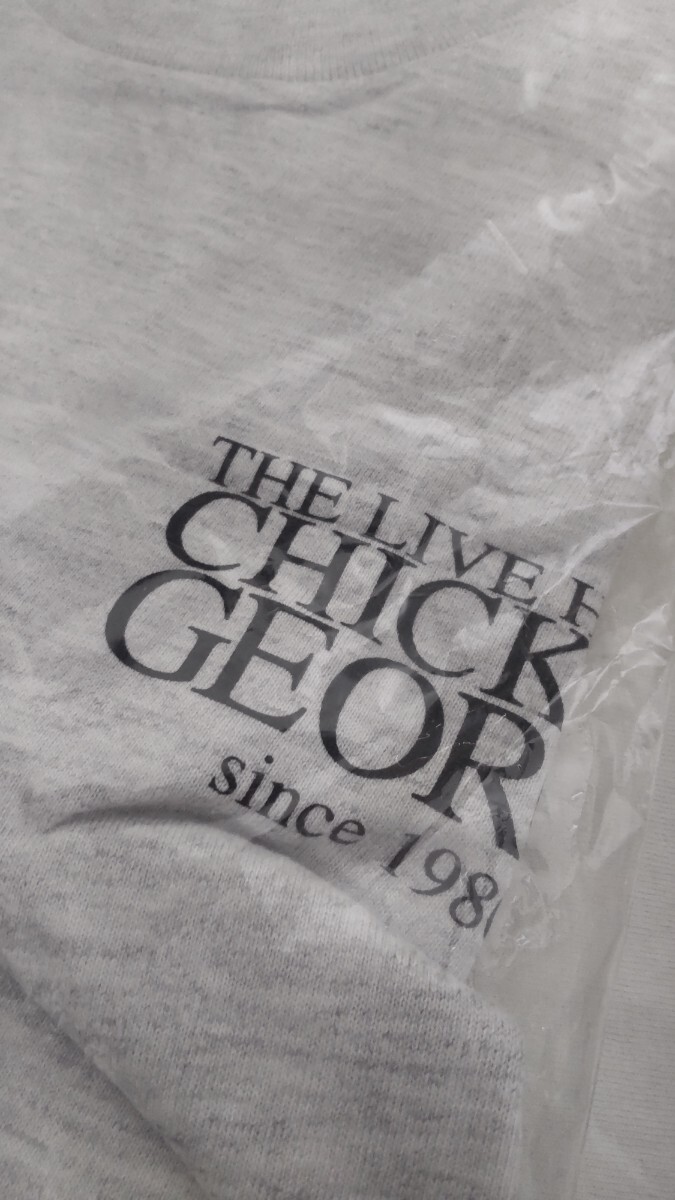 THE LIVE H
CHICK
GEOR
since 198